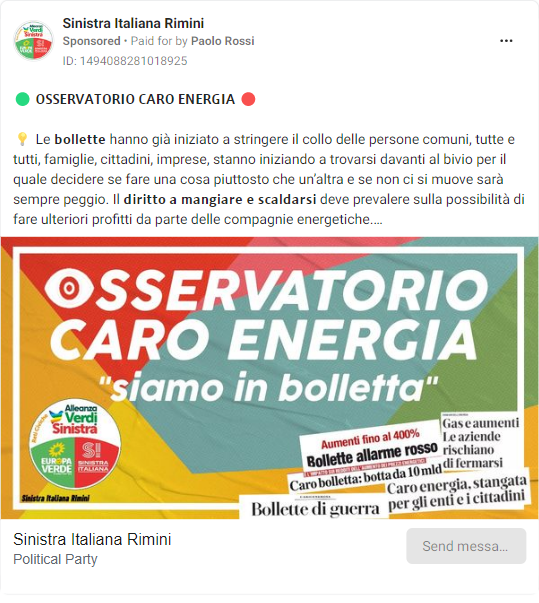 Sinistra Italiana Rimini
Sponsored • Paid for by Paolo Rossi
ID: 1494088281018925
OSSERVATORIO CARO ENERGIA
Le bollette hanno già iniziato a stringere il collo delle persone comuni, tutte e
tutti, famiglie, cittadini, imprese, stanno iniziando a trovarsi davanti al bivio per il
quale decidere se fare una cosa piuttosto che un'altra e se non ci si muove sarà
sempre peggio. Il diritto a mangiare e scaldarsi deve prevalere sulla possibilità di
fare ulteriori profitti da parte delle compagnie energetiche....
OSSERVATORIO
CARO ENERGIA
"siamo in bolletta"
Alleanza
Verdi
Sinistra
EUROPA
VERDE
SI
SINISTRA
ITALIANA
Sinistra Italiana Rimini
Aumenti fino al 400%
Bollette allarme rosso
Caro bolletta: botta da 10 mld
Bollette di guerra
Gas e aumenti
Le aziende
rischiano
di fermarsi
Caro energia, stangata
per gli enti e i cittadini
Sinistra Italiana Rimini
Political Party
Send messa...